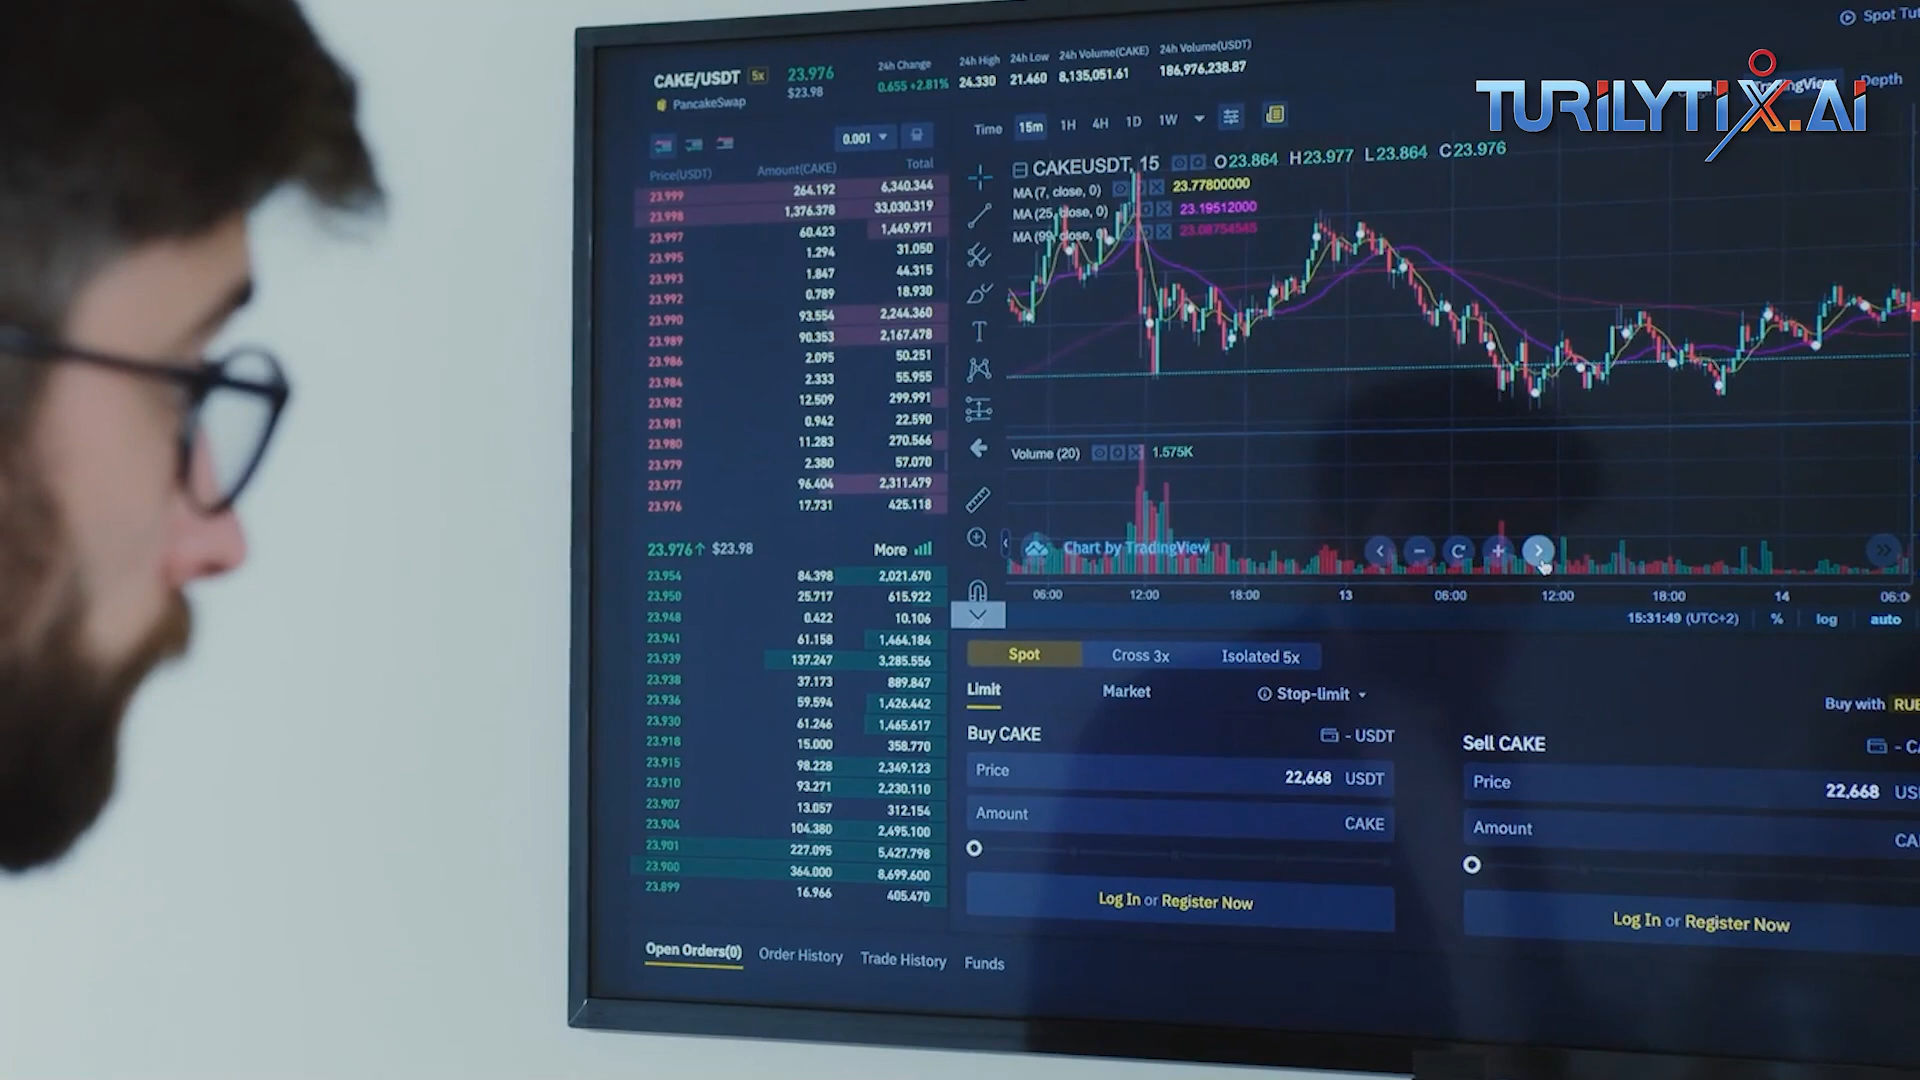 Spot
TURILYTIX.AI
CAKE/USDT 5x 23.976 24h Change 24h High 24h Low 24h Volume(CAKE) 24h Volume(USDT)
PancakeSwap $23.98 0.655 +2.81% 24.330 21.460 8,135,051.61 186,976,238.87
Depth
0.001
Time 15m 1H 4H 1D 1W
Price(USDT) Amount(CAKE) Total
23.999 264.192 6,340.344
23.998 1,376.378 33,030.319
23.997 60.423 1,449.971
23.995 1.294 31.050
23.993 1.847 44.315
23.992 0.789 18.930
23.990 93.554 2,244.360
23.989 90.353 2,167.478
23.986 2.095 50.251
23.984 2.333 55.955
23.982 12.509 299.991
23.981 0.942 22.590
23.980 11.283 270.566
23.979 2.380 57.070
23.977 96.404 2,311.479
23.976 17.731 425.118
23.976↑ $23.98 More
23.954 84.398 2,021.670
23.950 25.717 615.922
23.948 0.422 10.106
23.941 61.158 1,464.184
23.939 137.247 3,285.556
23.938 37.173 889.847
23.936 59.594 1,426.442
23.930 61.246 1,465.617
23.918 15.000 358.770
23.915 98.228 2,349.123
23.910 93.271 2,230.110
23.907 13.057 312.154
23.904 104.380 2,495.100
23.901 227.095 5,427.798
23.900 364.000 8,699.600
23.899 16.966 405.470
CAKEUSDT, 15 O23.864 H23.977 L23.864 C23.976
MA (7, close, 0) 23.77800000
MA (25, close, 0) 23.19512000
MA (99, close, 0) 23.08754545
Volume (20) 1.575K
Chart by TradingView
06:00 12:00 18:00 13 06:00 12:00 18:00 14 06:0
15:31:49 (UTC+2) % log auto
Spot Cross 3x Isolated 5x
Limit Market Stop-limit
Buy with
Buy CAKE - USDT
Price 22,668 USDT
Amount CAKE
Log In or Register Now
Sell CAKE
Price 22,668
Amount
Log In or Register Now
Open Orders(0) Order History Trade History Funds